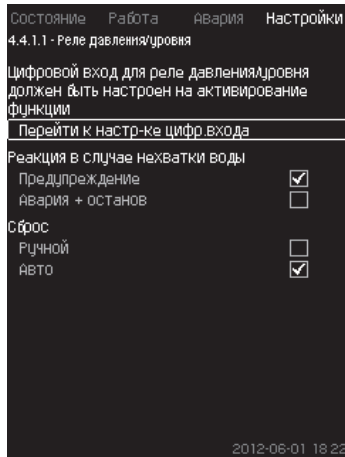 Состояние Работа Авария Настройки
4.4.1.1 - Реле давления/уровня
Цифровой вход для реле давления/уровня
должен быть настроен на активирование
функции
Перейти к настр-ке цифр.входа
Реакция в случае нехватки воды
Предупреждение
Авария + останов
Сброс
Ручной
Авто
2012-06-01 18:22